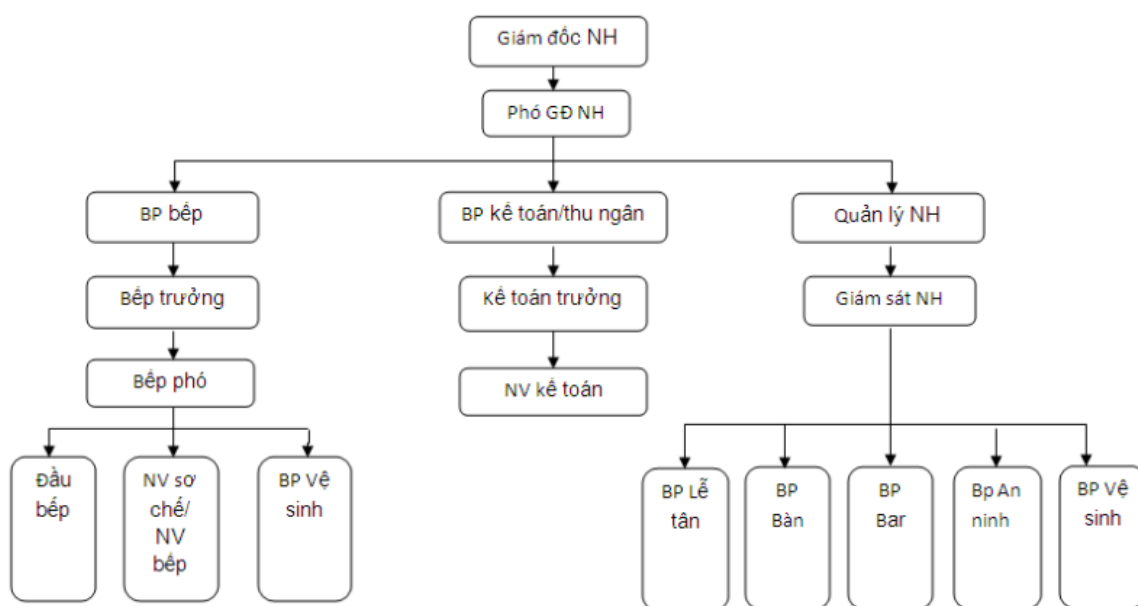 Giám đốc NH
Phó GĐ NH
BP bếp
BP kế toán/thu ngân
Quản lý NH
Bếp trưởng
Kế toán trưởng
Giám sát NH
Bếp phó
NV kế toán
Đầu
bếp
NV sơ
chế/
NV
bếp
BP Vệ
sinh
BP Lễ
tân
BP
Bàn
BP
Bar
Bp An
ninh
BP Vệ
sinh